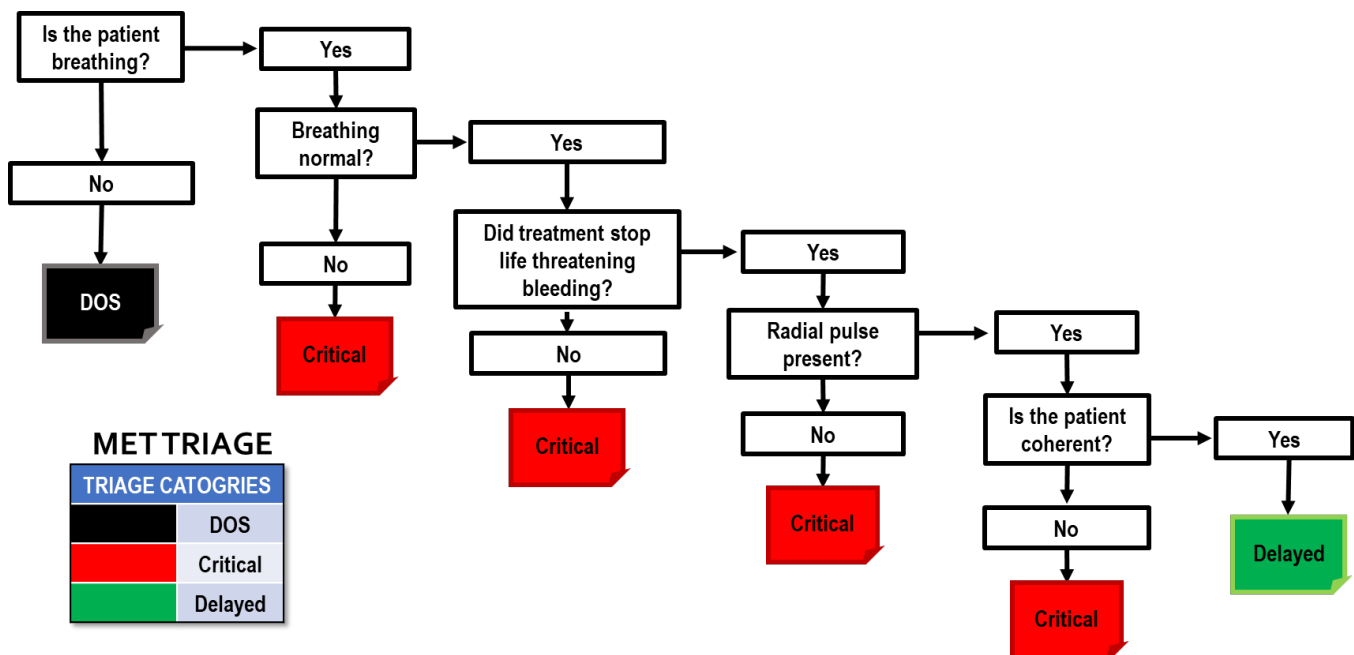 Is the patient
breathing?
Yes
Breathing
normal?
Yes
No
Did treatment stop
life threatening
bleeding?
Yes
No
DOS
Radial pulse
present?
Yes
Critical
No
Is the patient
coherent?
Yes
No
Critical
No
Critical
Delayed
Critical
MET TRIAGE
TRIAGE CATOGRIES
DOS
Critical
Delayed